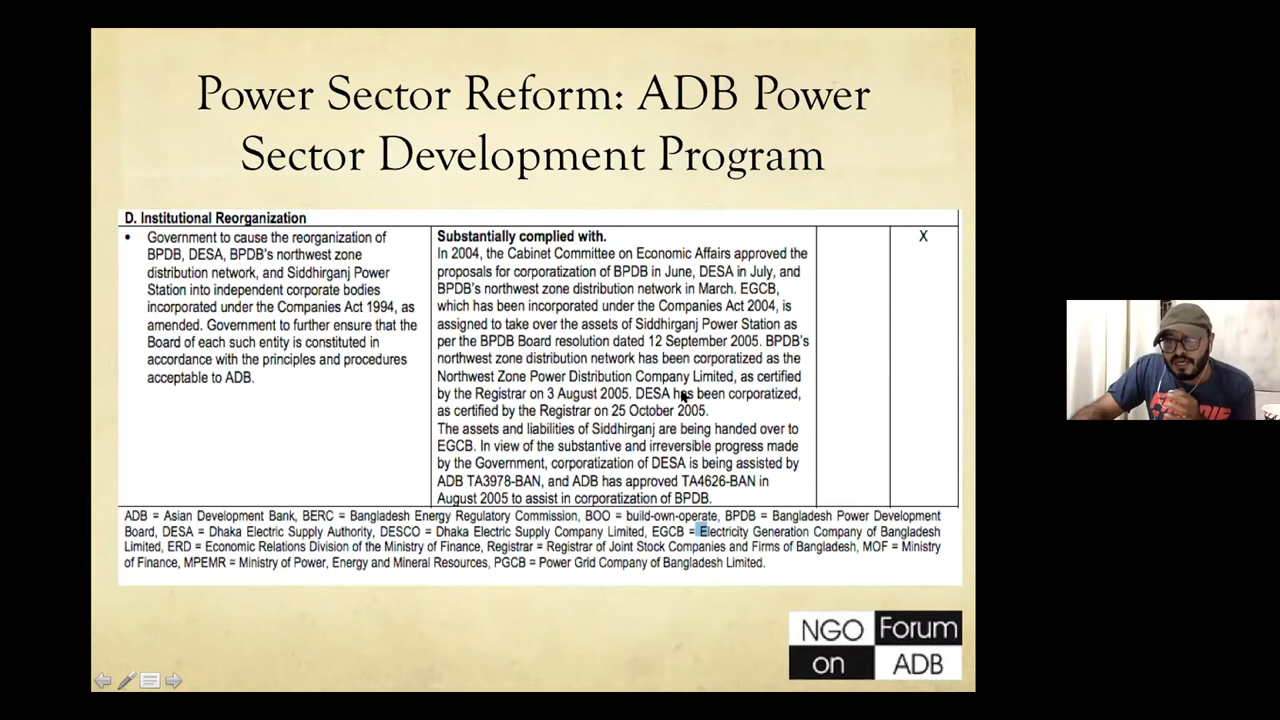 Power Sector Reform: ADB Power
Sector Development Program
D. Institutional Reorganization
• Government to cause the reorganization of
BPDB, DESA, BPDB's northwest zone
distribution network, and Siddhirganj Power
Station into independent corporate bodies
incorporated under the Companies Act 1994, as
amended. Government to further ensure that the
Board of each such entity is constituted in
accordance with the principles and procedures
acceptable to ADB.
Substantially complied with.
In 2004, the Cabinet Committee on Economic Affairs approved the
proposals for corporatization of BPDB in June, DESA in July, and
BPDB's northwest zone distribution network in March. EGCB,
which has been incorporated under the Companies Act 2004, is
assigned to take over the assets of Siddhirganj Power Station as
per the BPDB Board resolution dated 12 September 2005. BPDB's
northwest zone distribution network has been corporatized as the
Northwest Zone Power Distribution Company Limited, as certified
by the Registrar on 3 August 2005. DESA has been corporatized,
as certified by the Registrar on 25 October 2005.
The assets and liabilities of Siddhirganj are being handed over to
EGCB. In view of the substantive and irreversible progress made
by the Government, corporatization of DESA is being assisted by
ADB TA3978-BAN, and ADB has approved TA4626-BAN in
August 2005 to assist in corporatization of BPDB.
X
ADB = Asian Development Bank, BERC = Bangladesh Energy Regulatory Commission, BOO = build-own-operate, BPDB = Bangladesh Power Development
Board, DESA = Dhaka Electric Supply Authority, DESCO = Dhaka Electric Supply Company Limited, EGCB = Electricity Generation Company of Bangladesh
Limited, ERD = Economic Relations Division of the Ministry of Finance, Registrar = Registrar of Joint Stock Companies and Firms of Bangladesh, MOF = Ministry
of Finance, MPEMR = Ministry of Power, Energy and Mineral Resources, PGCB = Power Grid Company of Bangladesh Limited.
NGO Forum
on ADB